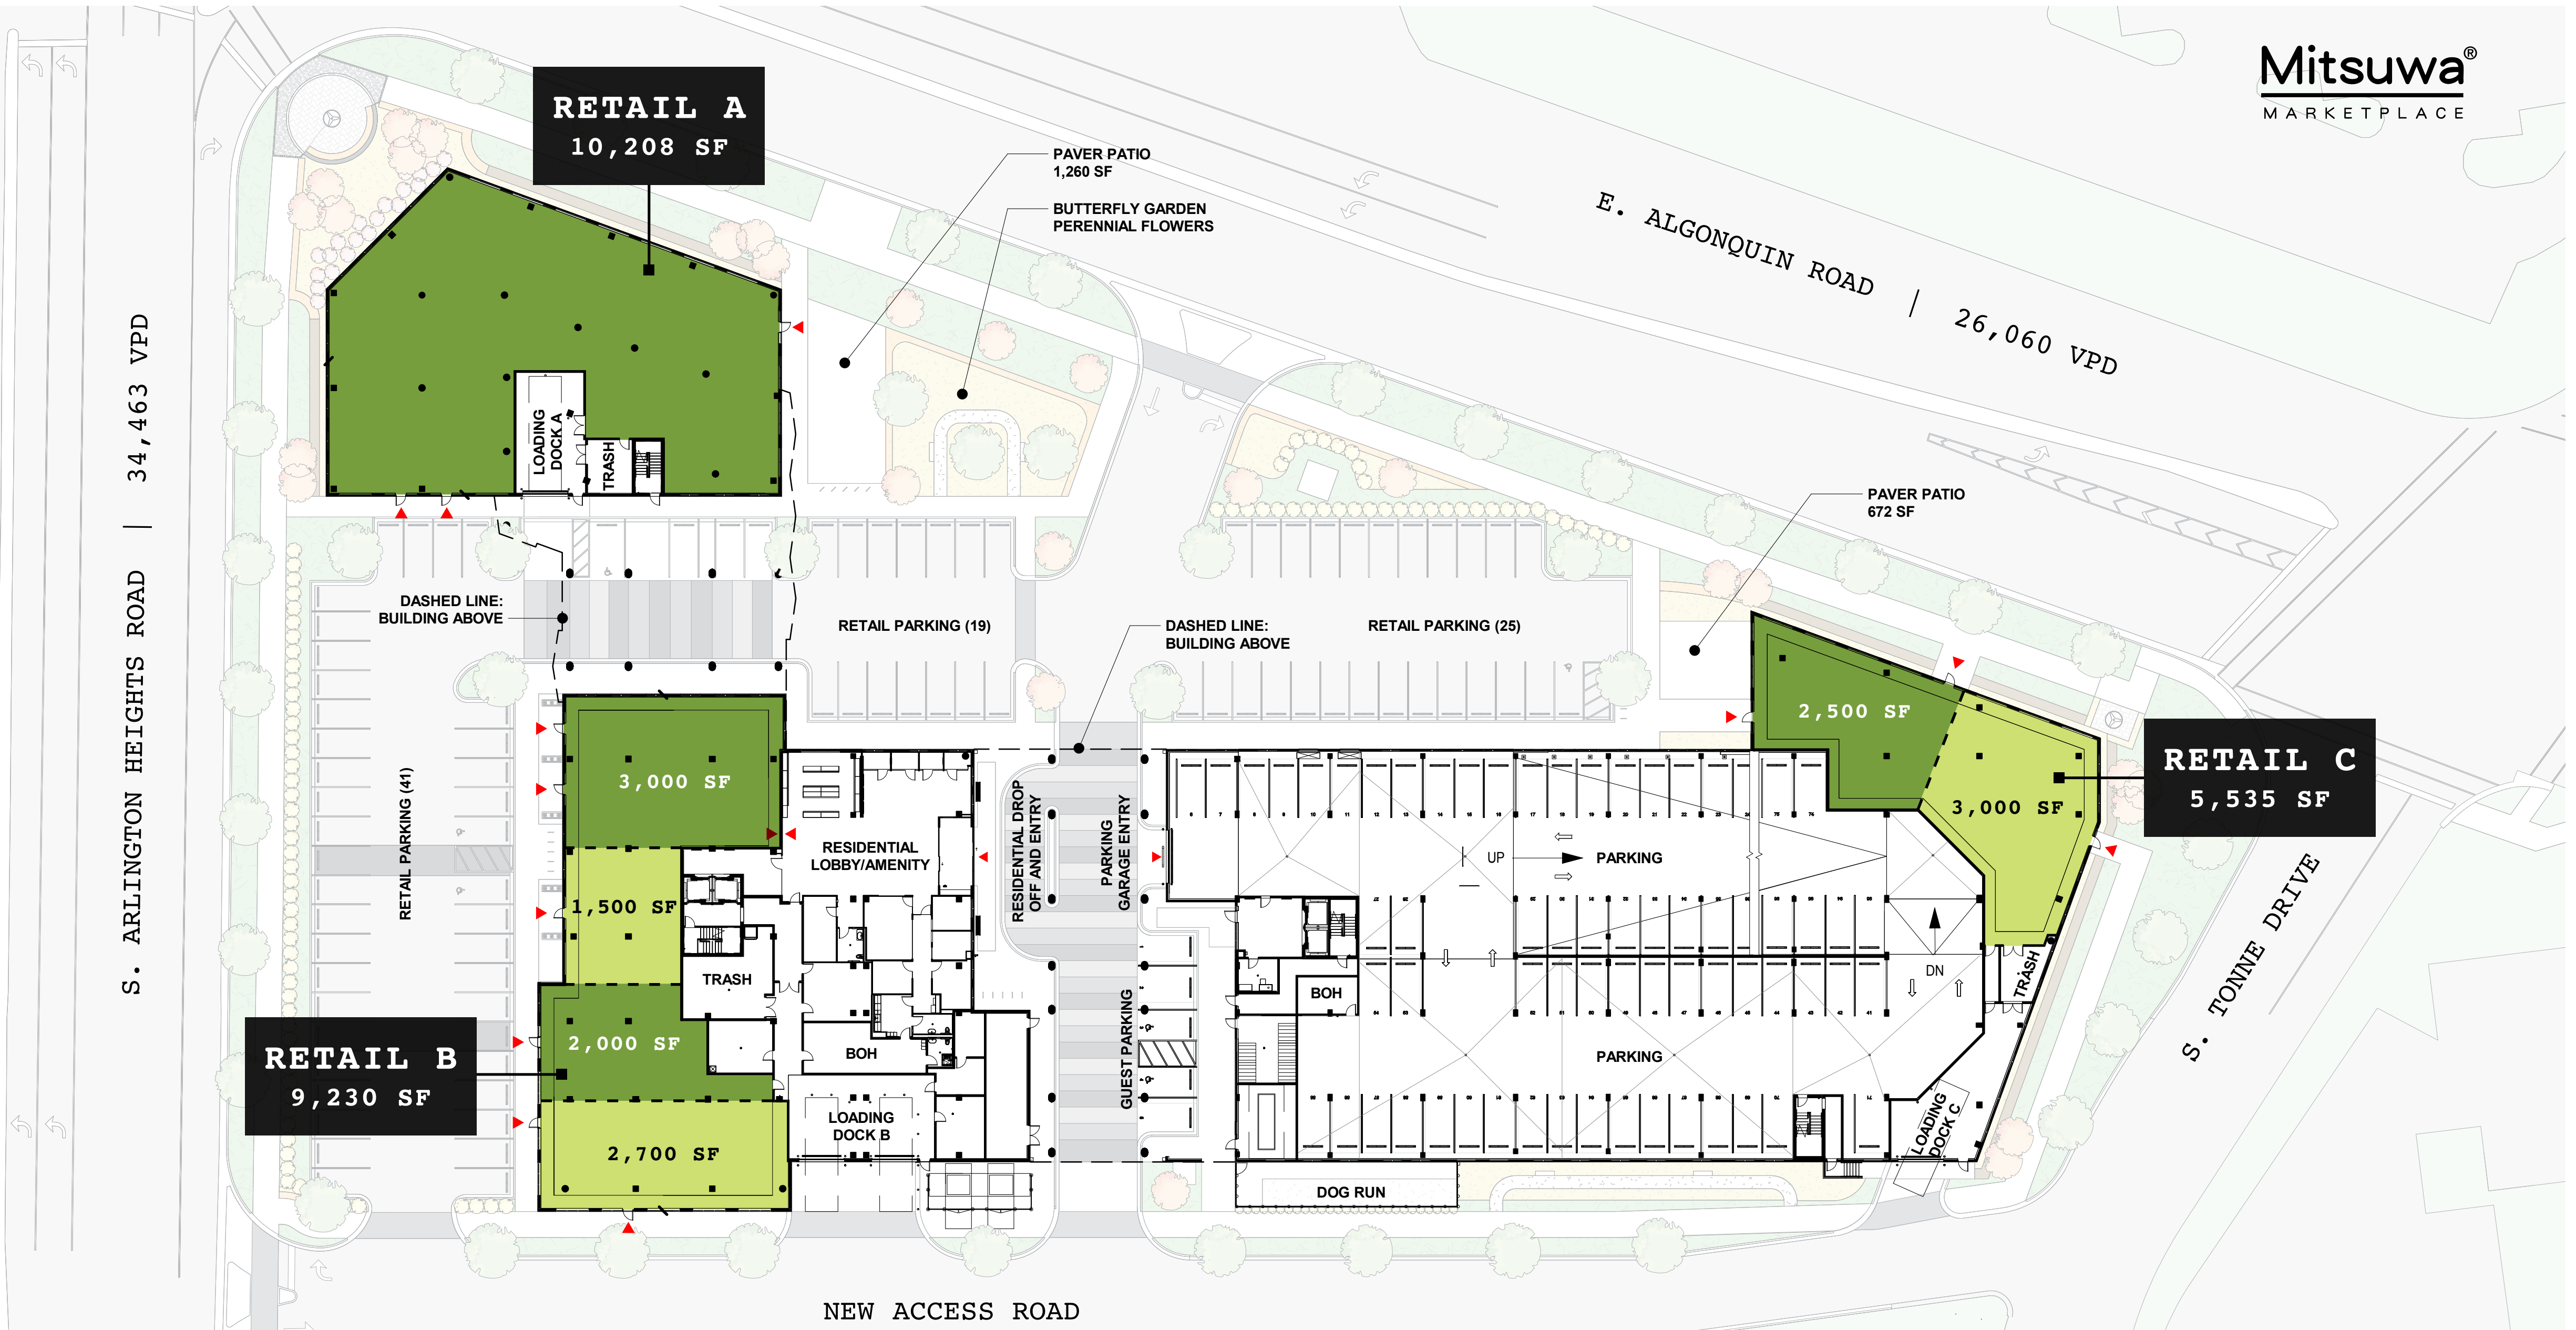 Mitsuwa®
MARKETPLACE
RETAIL A
10,208 SF
PAVER PATIO
1,260 SF
BUTTERFLY GARDEN
PERENNIAL FLOWERS
E. ALGONQUIN ROAD | 26,060 VPD
S. ARLINGTON HEIGHTS ROAD | 34,463 VPD
LOADING
DOCK A
TRASH
PAVER PATIO
672 SF
DASHED LINE:
BUILDING ABOVE
RETAIL PARKING (19)
DASHED LINE:
BUILDING ABOVE
RETAIL PARKING (25)
2,500 SF
3,000 SF
RETAIL C
5,535 SF
3,000 SF
RETAIL PARKING (41)
RESIDENTIAL
LOBBY/AMENITY
RESIDENTIAL DROP
OFF AND ENTRY
PARKING
GARAGE ENTRY
UP
PARKING
1,500 SF
TRASH
DN
TRASH
BOH
S. TONNE DRIVE
2,000 SF
RETAIL B
9,230 SF
BOH
GUEST PARKING
PARKING
LOADING
DOCK B
LOADING
DOCK C
2,700 SF
DOG RUN
NEW ACCESS ROAD